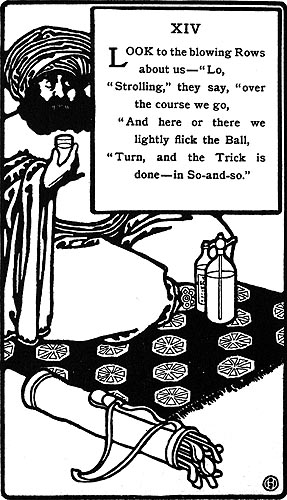 XIV
LOOK to the blowing Rows
about us—"Lo,
"Strolling," they say, "over
the course we go,
"And here or there we
lightly flick the Ball,
"Turn, and the Trick is
done—in So-and-so."